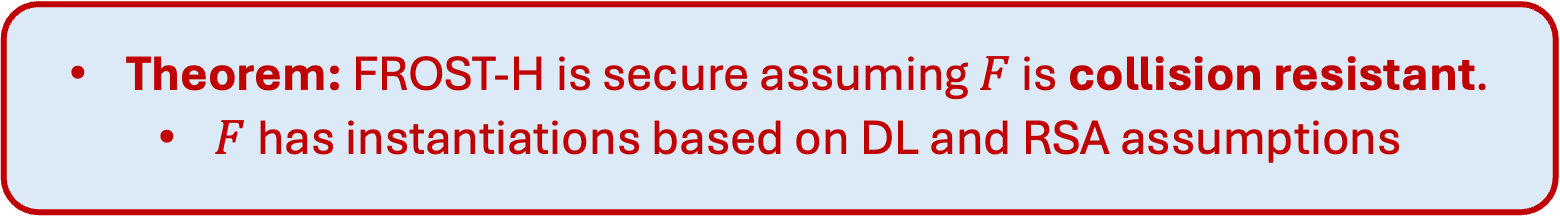 • Theorem: FROST-H is secure assuming F is collision resistant.
• F has instantiations based on DL and RSA assumptions